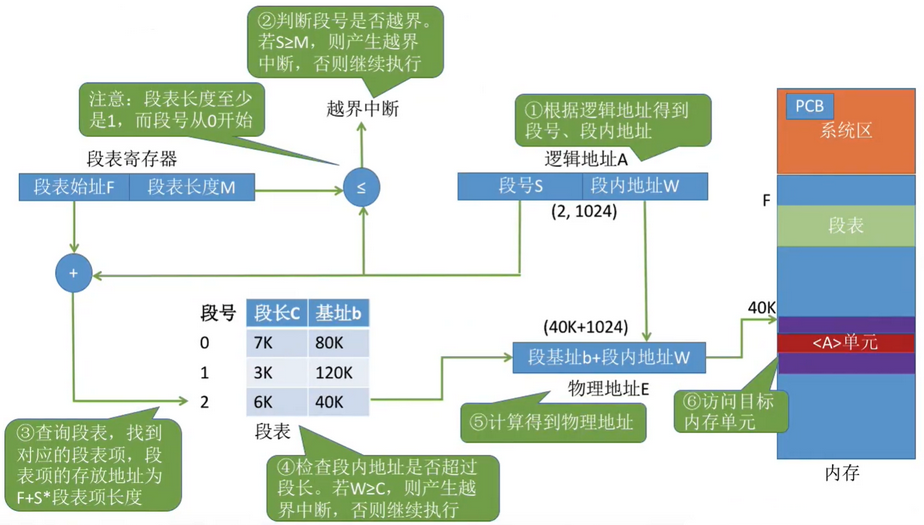 ②判断段号是否越界。
若S≥M，则产生越界
中断，否则继续执行
注意：段表长度至少
是1，而段号从0开始
越界中断
①根据逻辑地址得到
段号、段内地址
PCB
系统区
段表寄存器
逻辑地址A
段表始址F
段表长度M
≤
段号S
段内地址W
(2, 1024)
F
段表
+
段号
段长C
基址b
0
7K
80K
1
3K
120K
2
6K
40K
段表
(40K+1024)
段基址b+段内地址W
物理地址E
40K
<A>单元
③查询段表，找到
对应的段表项，段
表项的存放地址为
F+S*段表项长度
④检查段内地址是否超过
段长。若W≥C，则产生越
界中断，否则继续执行
⑤计算得到物理地址
⑥访问目标
内存单元
内存